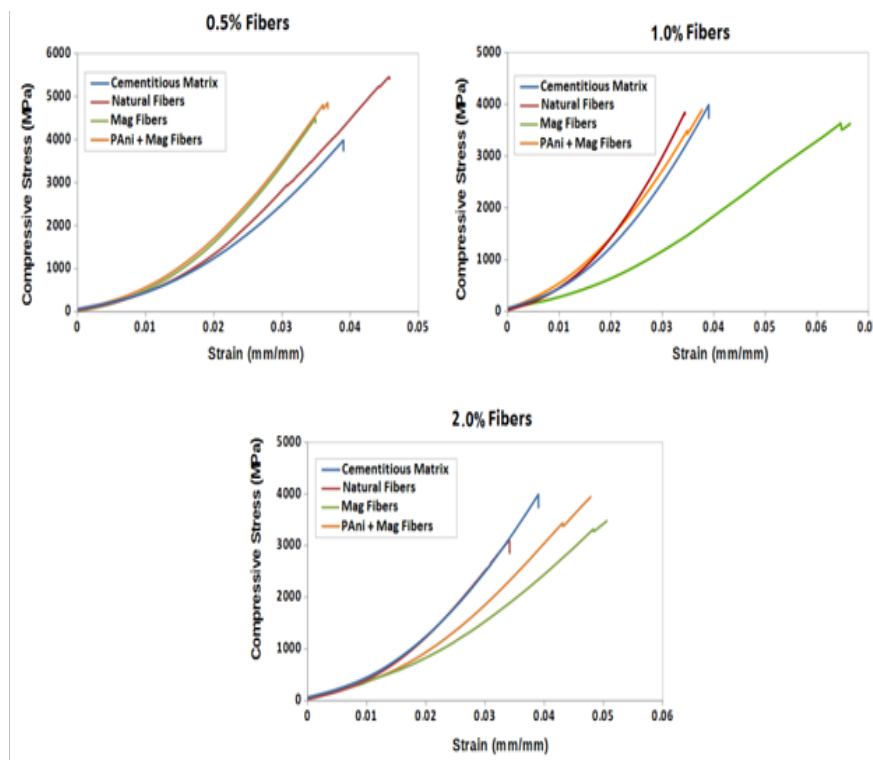 0.5% Fibers
6000
5000
4000
3000
2000
1000
0
Compressive Stress (MPa)
Cementitious Matrix
Natural Fibers
Mag Fibers
PAni + Mag Fibers
0 0.01 0.02 0.03 0.04 0.05
Strain (mm/mm)
1.0% Fibers
5000
4000
3000
2000
1000
0
Compressive Stress (MPa)
Cementitious Matrix
Natural Fibers
Mag Fibers
PAni + Mag Fibers
0 0.01 0.02 0.03 0.04 0.05 0.06 0.0
Strain (mm/mm)
2.0% Fibers
5000
4000
3000
2000
1000
0
Compressive Stress (MPa)
Cementitious Matrix
Natural Fibers
Mag Fibers
PAni + Mag Fibers
0 0.01 0.02 0.03 0.04 0.05 0.06
Strain (mm/mm)